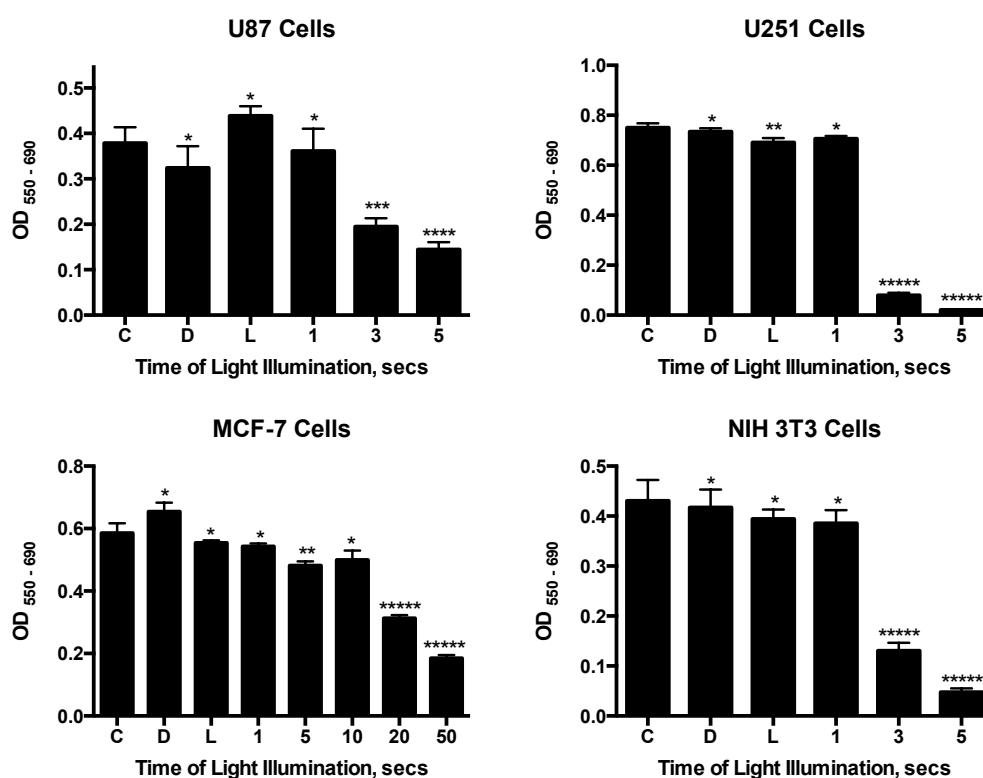 U87 Cells
OD 550 - 690
0.5
0.4
0.3
0.2
0.1
0.0
* * * *** ****
C D L 1 3 5
Time of Light Illumination, secs
U251 Cells
OD 550 - 690
1.0
0.8
0.6
0.4
0.2
0.0
* ** * ***** *****
C D L 1 3 5
Time of Light Illumination, secs
MCF-7 Cells
OD 550 - 690
0.8
0.6
0.4
0.2
0.0
* * * ** * ***** *****
C D L 1 5 10 20 50
Time of Light Illumination, secs
NIH 3T3 Cells
OD 550 - 690
0.5
0.4
0.3
0.2
0.1
0.0
* * * ***** *****
C D L 1 3 5
Time of Light Illumination, secs